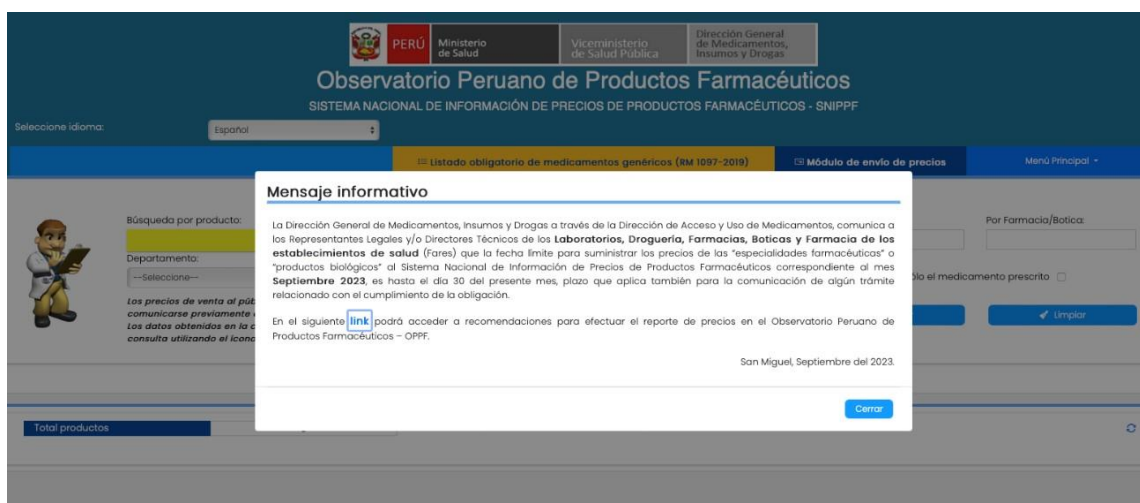 PERÚ
Ministerio
de Salud
Viceministerio
de Salud Pública
Dirección General
de Medicamentos,
Insumos y Drogas
Observatorio Peruano de Productos Farmacéuticos
SISTEMA NACIONAL DE INFORMACIÓN DE PRECIOS DE PRODUCTOS FARMACÉUTICOS - SNIPPF
Seleccione idioma:
Español
Listado obligatorio de medicamentos genéricos (RM 1097-2019)
Módulo de envío de precios
Menú Principal
Mensaje informativo
La Dirección General de Medicamentos, Insumos y Drogas a través de la Dirección de Acceso y Uso de Medicamentos, comunica a
los Representantes Legales y/o Directores Técnicos de los Laboratorios, Droguería, Farmacias, Boticas y Farmacia de los
establecimientos de salud (Fares) que la fecha límite para suministrar los precios de las "especialidades farmacéuticas" o
"productos biológicos" al Sistema Nacional de Información de Precios de Productos Farmacéuticos correspondiente al mes
Septiembre 2023, es hasta el día 30 del presente mes, plazo que aplica también para la comunicación de algún trámite
relacionado con el cumplimiento de la obligación.
En el siguiente link podrá acceder a recomendaciones para efectuar el reporte de precios en el Observatorio Peruano de
Productos Farmacéuticos – OPPF.
San Miguel, Septiembre del 2023.
Cerrar
Búsqueda por producto:
Departamento:
--Seleccione--
Los precios de venta al
comunicarse previamente
Los datos obtenidos en la
consulta utilizando el
Por Farmacia/Botica:
el medicamento prescrito
Limpiar
Total productos